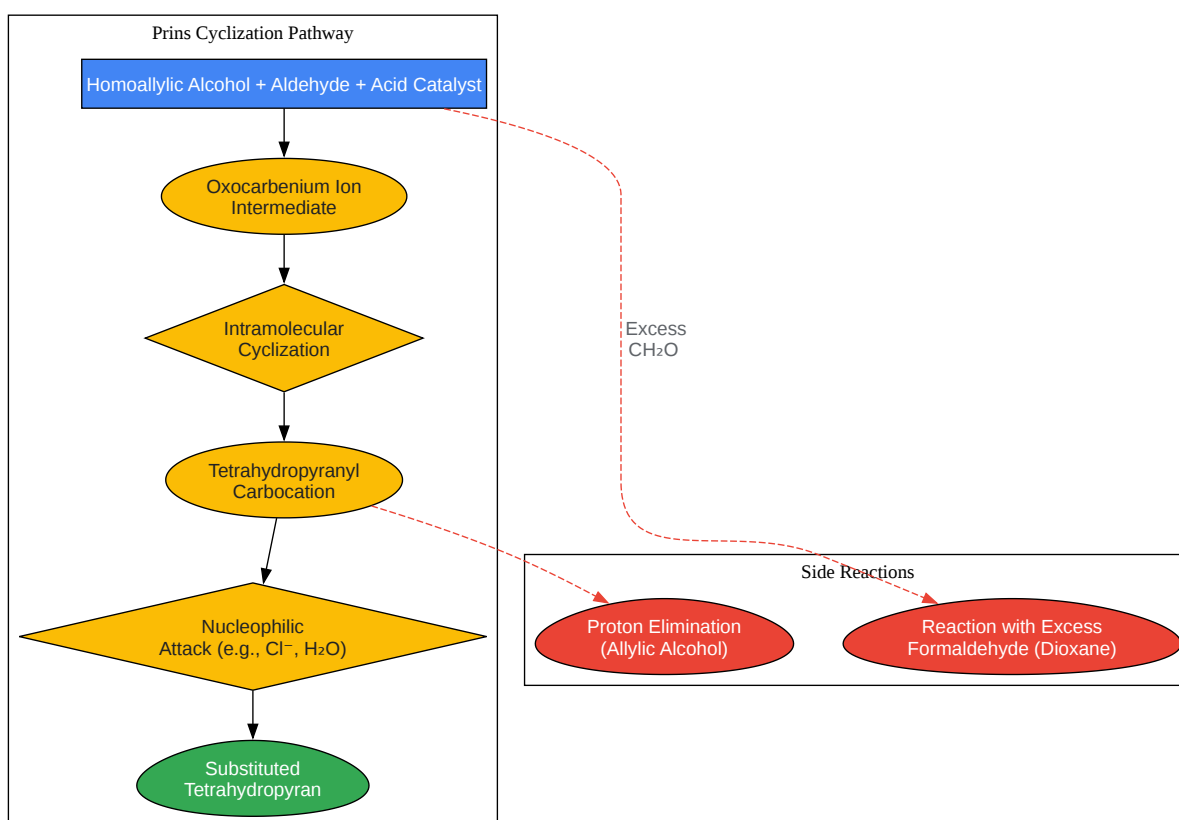 Prins Cyclization Pathway
Homoallylic Alcohol + Aldehyde + Acid Catalyst
Oxocarbenium Ion
Intermediate
Intramolecular
Cyclization
Excess
CH₂O
Tetrahydropyranyl
Carbocation
Side Reactions
Nucleophilic
Attack (e.g., Cl⁻, H₂O)
Proton Elimination
(Allylic Alcohol)
Reaction with Excess
Formaldehyde (Dioxane)
Substituted
Tetrahydropyran